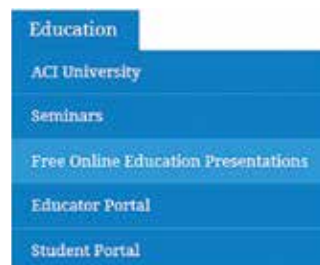 Education
ACI University
Seminars
Free Online Education Presentations
Educator Portal
Student Portal